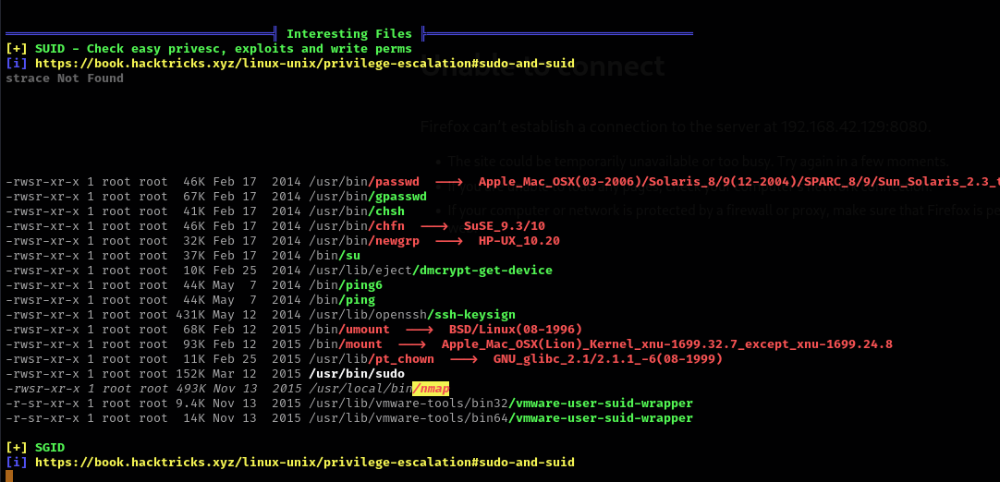 Interesting Files
[+] SUID - Check easy privesc, exploits and write perms
[i] https://book.hacktricks.xyz/linux-unix/privilege-escalation#sudo-and-suid
strace Not Found
Unable to connect
Firefox can't establish a connection to the server at 192.168.42.129:8080.
The site could be temporarily unavailable or too busy. Try again in a few moments.
-rwsr-xr-x 1 root root  46K Feb 17  2014 /usr/bin/passwd  --->  Apple_Mac_OSX(03-2006)/Solaris_8/9(12-2004)/SPARC_8/9/Sun_Solaris_2.3_
-rwsr-xr-x 1 root root  67K Feb 17  2014 /usr/bin/gpasswd
-rwsr-xr-x 1 root root  41K Feb 17  2014 /usr/bin/chsh
If your computer or network is protected by a firewall or proxy, make sure that Firefox is pe
-rwsr-xr-x 1 root root  46K Feb 17  2014 /usr/bin/chfn  --->  SuSE_9.3/10
-rwsr-xr-x 1 root root  32K Feb 17  2014 /usr/bin/newgrp  --->  HP-UX_10.20
-rwsr-xr-x 1 root root  37K Feb 17  2014 /bin/su
-rwsr-xr-x 1 root root  10K Feb 25  2014 /usr/lib/eject/dmcrypt-get-device
-rwsr-xr-x 1 root root  44K May  7  2014 /bin/ping6
-rwsr-xr-x 1 root root  44K May  7  2014 /bin/ping
-rwsr-xr-x 1 root root 431K May 12  2014 /usr/lib/openssh/ssh-keysign
-rwsr-xr-x 1 root root  68K Feb 12  2015 /bin/umount  --->  BSD/Linux(08-1996)
-rwsr-xr-x 1 root root  93K Feb 12  2015 /bin/mount  --->  Apple_Mac_OSX(Lion)_Kernel_xnu-1699.32.7_except_xnu-1699.24.8
-rwsr-xr-x 1 root root  11K Feb 25  2015 /usr/lib/pt_chown  --->  GNU_glibc_2.1/2.1.1_-6(08-1999)
-rwsr-xr-x 1 root root 152K Mar 12  2015 /usr/bin/sudo
-rwsr-xr-x 1 root root 493K Nov 13  2015 /usr/local/bin/nmap
-r-sr-xr-x 1 root root 9.4K Nov 13  2015 /usr/lib/vmware-tools/bin32/vmware-user-suid-wrapper
-r-sr-xr-x 1 root root  14K Nov 13  2015 /usr/lib/vmware-tools/bin64/vmware-user-suid-wrapper
[+] SGID
[i] https://book.hacktricks.xyz/linux-unix/privilege-escalation#sudo-and-suid